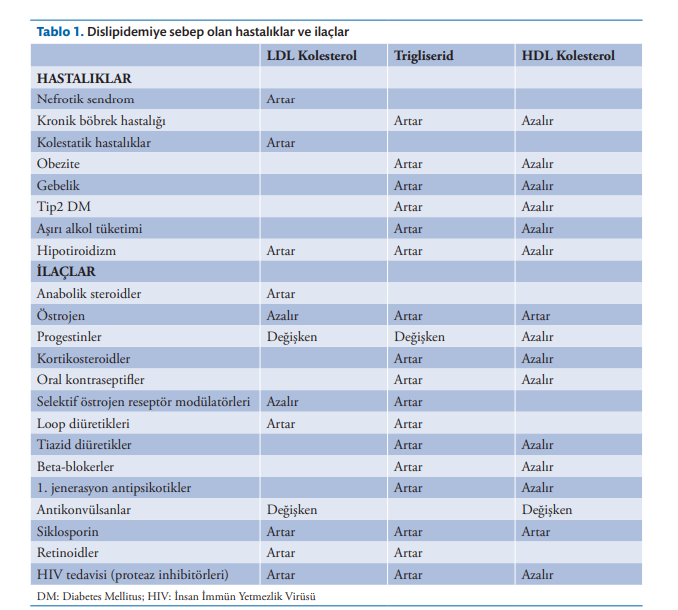 Tablo 1. Dislipidemiye sebep olan hastalıklar ve ilaçlar
LDL Kolesterol Trigliserid HDL Kolesterol
HASTALIKLAR
Nefrotik sendrom Artar
Kronik böbrek hastalığı Artar Azalır
Kolestatik hastalıklar Artar
Obezite Artar Azalır
Gebelik Artar Azalır
Tip2 DM Artar Azalır
Aşırı alkol tüketimi Artar Azalır
Hipotiroidizm Artar Artar Azalır
İLAÇLAR
Anabolik steroidler Artar
Östrojen Azalır Artar Artar
Progestinler Değişken Değişken Azalır
Kortikosteroidler Artar Azalır
Oral kontraseptifler Artar Azalır
Selektif östrojen reseptör modülatörleri Azalır Artar
Loop diüretikleri Artar Artar
Tiazid diüretikler Artar Azalır
Beta-blokerler Artar Azalır
1. jenerasyon antipsikotikler Artar Azalır
Antikonvülsanlar Değişken Değişken
Siklosporin Artar Artar Artar
Retinoidler Artar Artar
HIV tedavisi (proteaz inhibitörleri) Artar Artar Azalır
DM: Diabetes Mellitus; HIV: İnsan İmmün Yetmezlik Virüsü